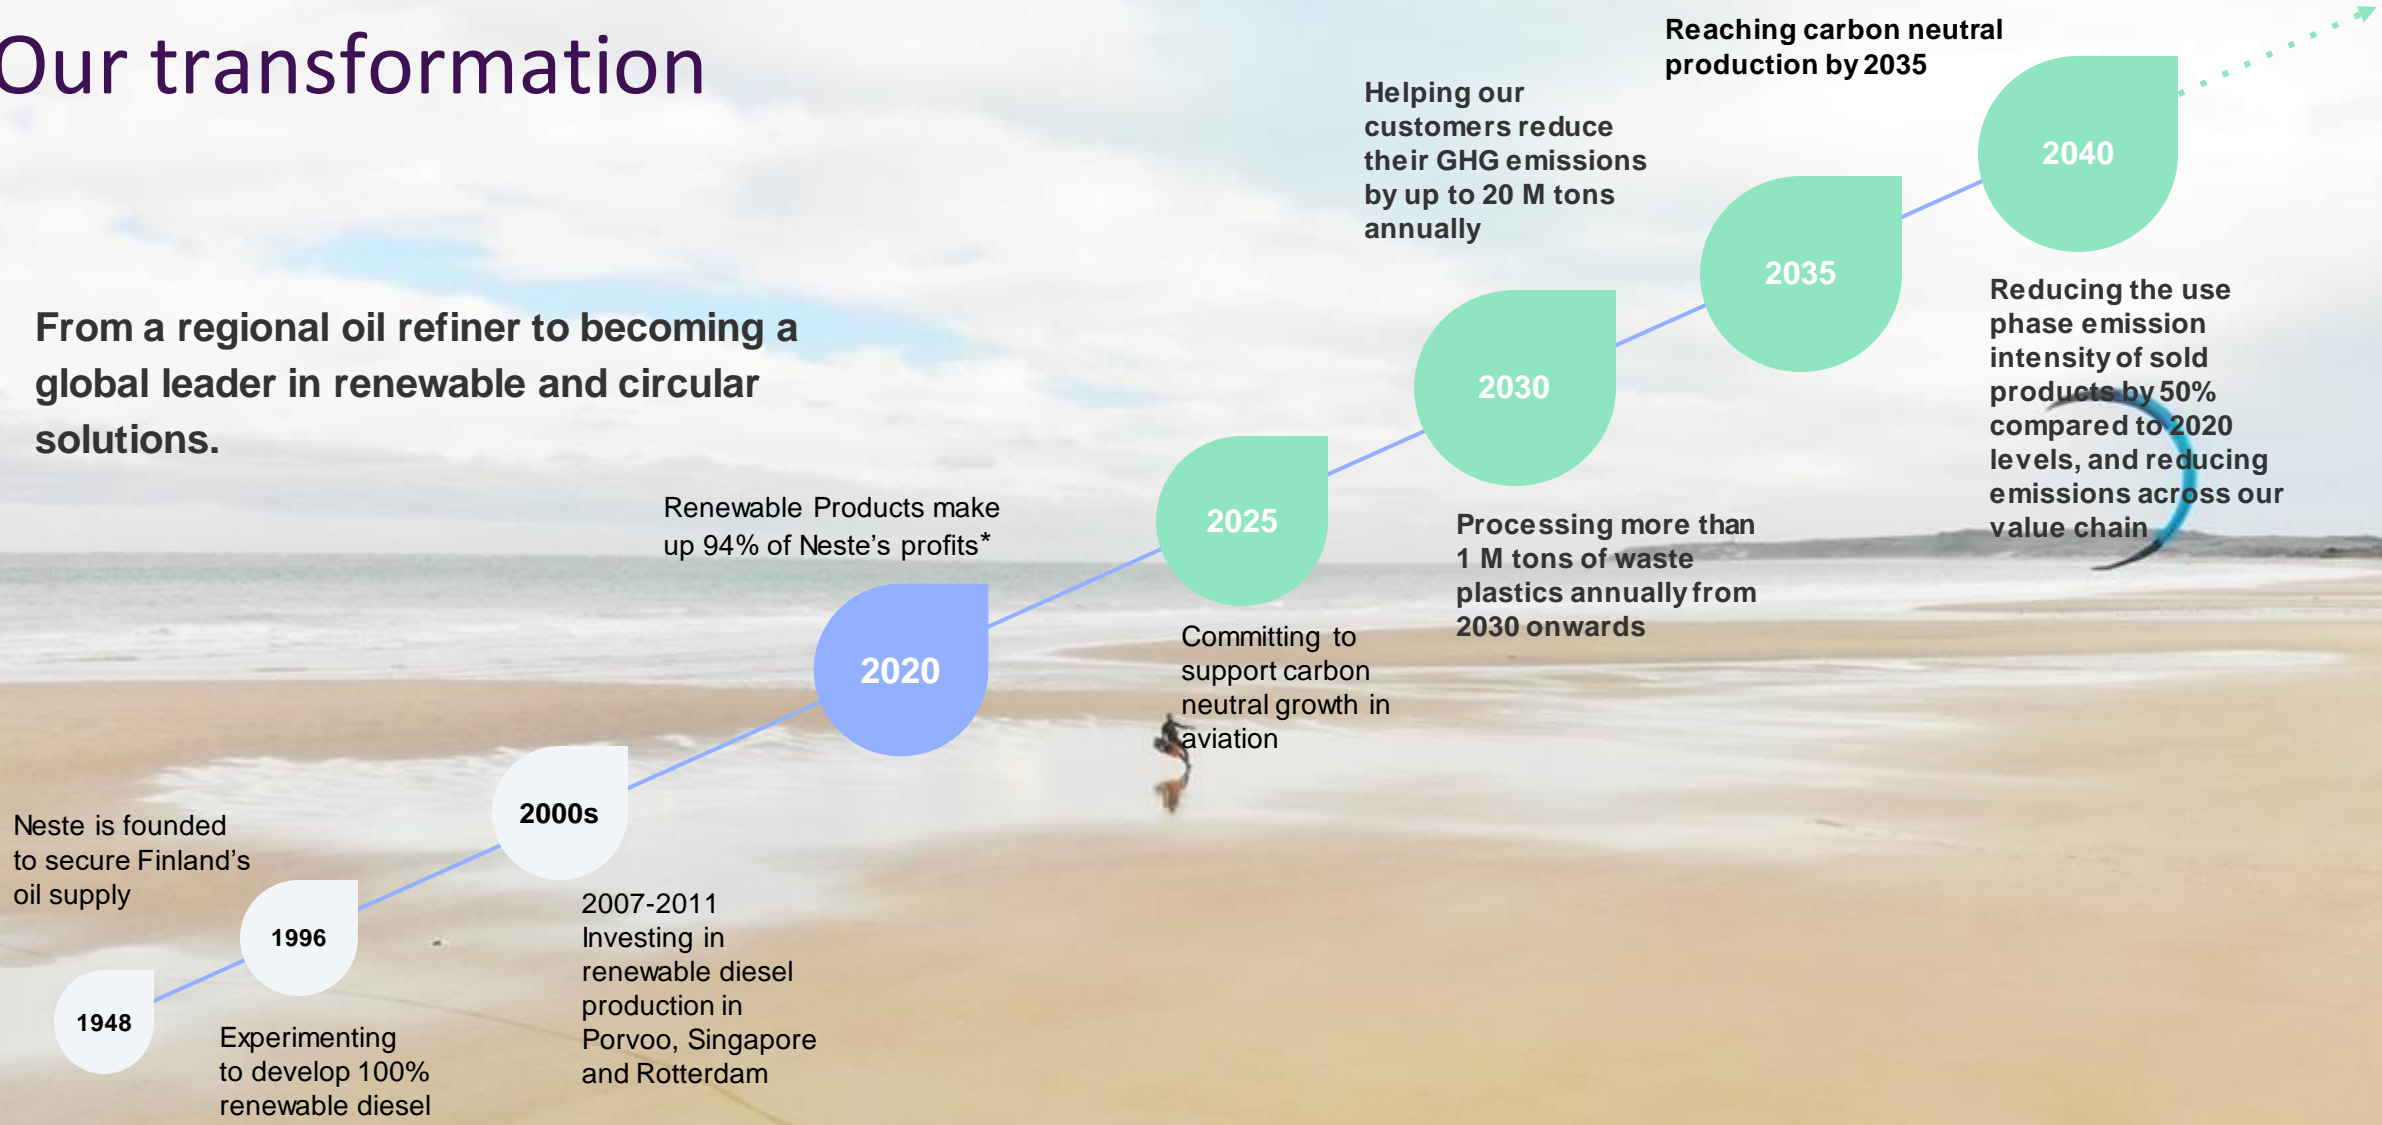 Our transformation
From a regional oil refiner to becoming a
global leader in renewable and circular
solutions.
Neste is founded
to secure Finland’s
oil supply
1948
1996
Experimenting
to develop 100%
renewable diesel
2000s
2007-2011
Investing in
renewable diesel
production in
Porvoo, Singapore
and Rotterdam
Renewable Products make
up 94% of Neste’s profits*
2020
2025
Committing to
support carbon
neutral growth in
aviation
Helping our
customers reduce
their GHG emissions
by up to 20 M tons
annually
2030
Processing more than
1 M tons of waste
plastics annually from
2030 onwards
Reaching carbon neutral
production by 2035
2035
2040
Reducing the use
phase emission
intensity of sold
products by 50%
compared to 2020
levels, and reducing
emissions across our
value chain